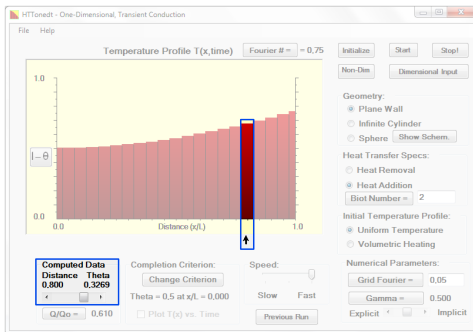 HTTonedt - One-Dimensional, Transient Conduction
File Help
Temperature Profile T(x,time) Fourier # = = 0,75
Initialize Start Stop!
Non-Dim Dimensional Input
1.0
1 – Θ
0.0
0.0 Distance (x/L) 1.0
Geometry:
Plane Wall
Infinite Cylinder
Sphere Show Schem.
Heat Transfer Specs:
Heat Removal
Heat Addition
Biot Number = 2
Initial Temperature Profile:
Uniform Temperature
Volumetric Heating
Computed Data
Distance Theta
0.800 0.3269
Q/Qo = 0,610
Completion Criterion:
Change Criterion
Theta = 0,5 at x/L = 0,000
Plot T(x) vs. Time
Speed:
Slow Fast
Previous Run
Numerical Parameters:
Grid Fourier = 0,05
Gamma = 0.500
Explicit Implicit